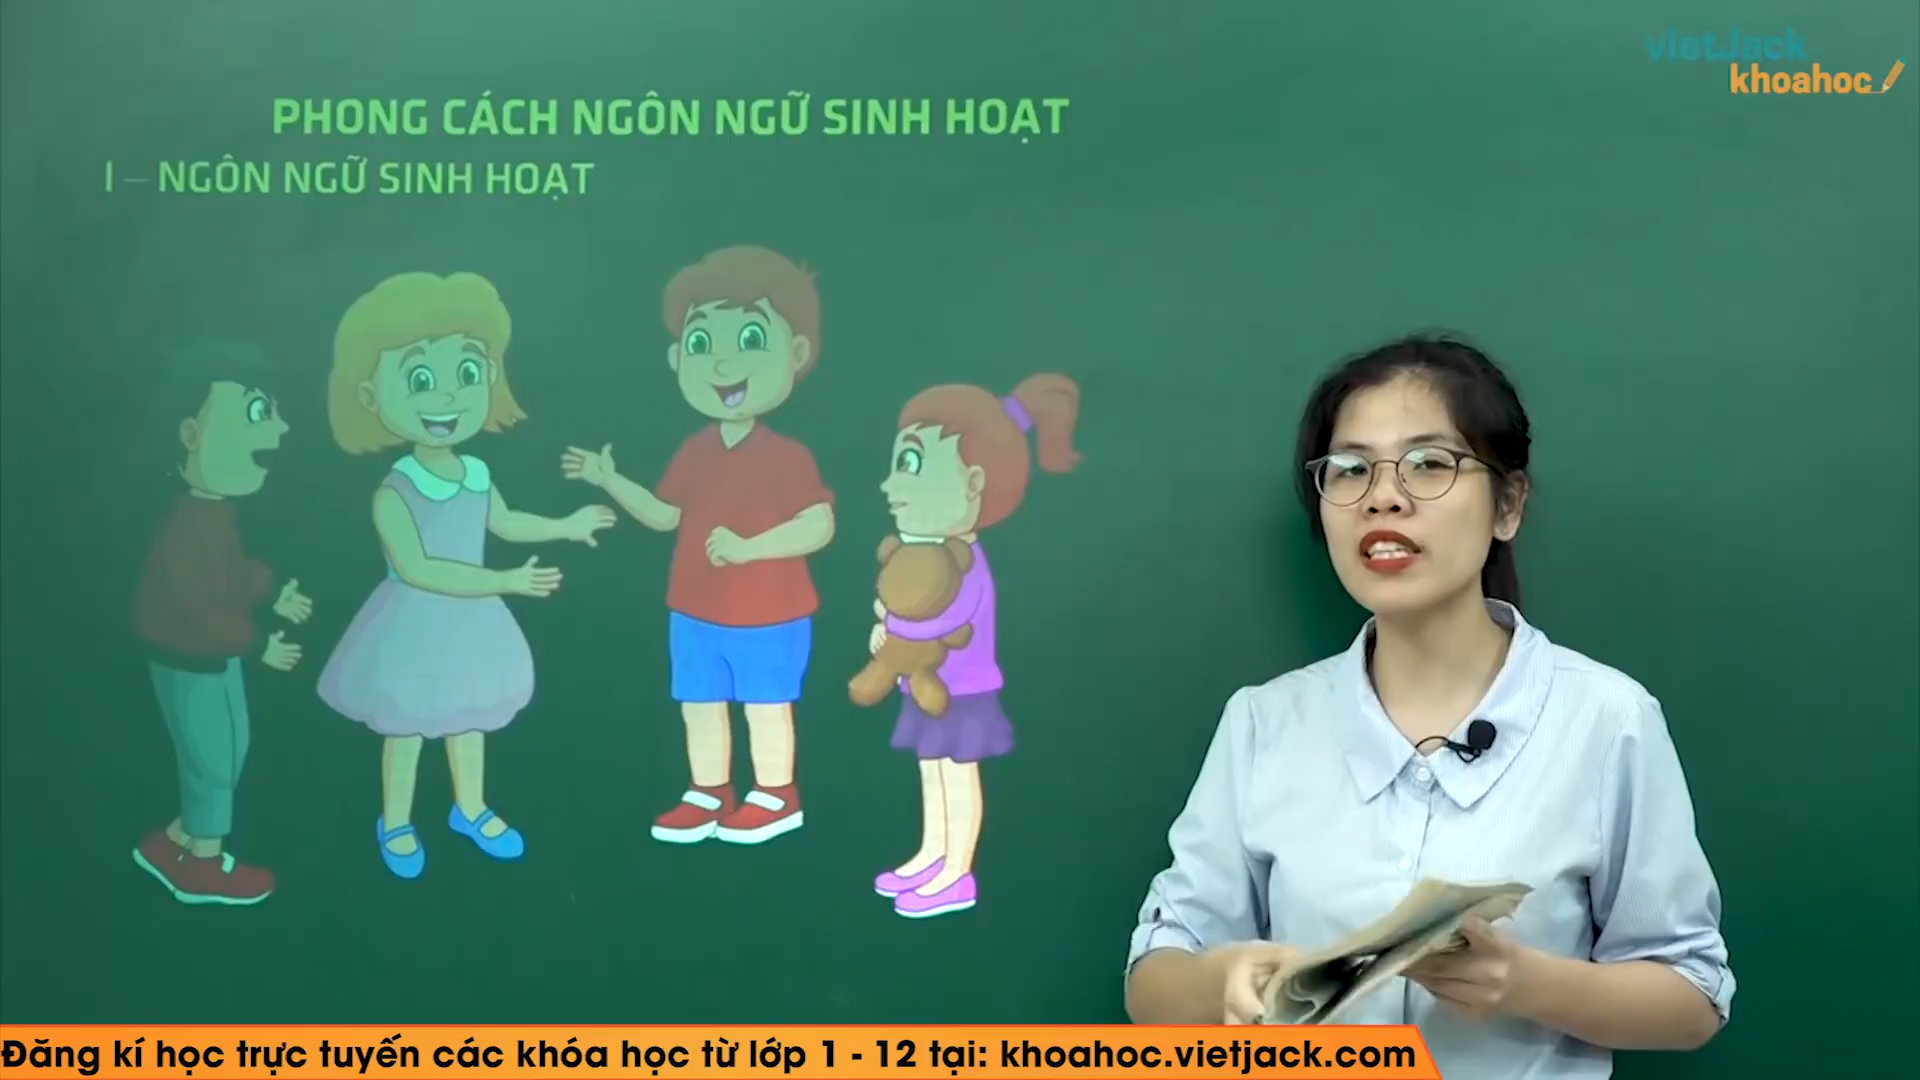 vietJack
khoahoc
PHONG CÁCH NGÔN NGỮ SINH HOẠT
I – NGÔN NGỮ SINH HOẠT
Đăng kí học trực tuyến các khóa học từ lớp 1 - 12 tại: khoahoc.vietjack.com